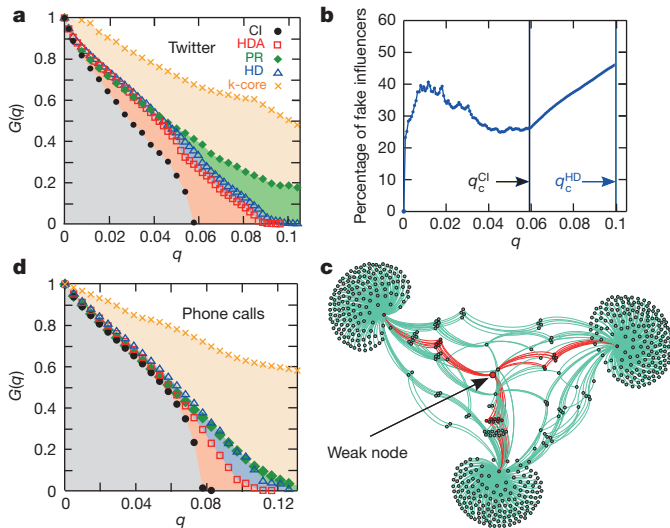 a
Twitter
CI
HDA
PR
HD
k-core
G(q)
1
0.8
0.6
0.4
0.2
0
0 0.02 0.04 0.06 0.08 0.1
q
b
Percentage of fake influencers
60
50
40
30
20
10
0
q_c^CI
q_c^HD
0 0.02 0.04 0.06 0.08 0.1
q
d
Phone calls
G(q)
1
0.8
0.6
0.4
0.2
0
0 0.04 0.08 0.12
q
c
Weak node